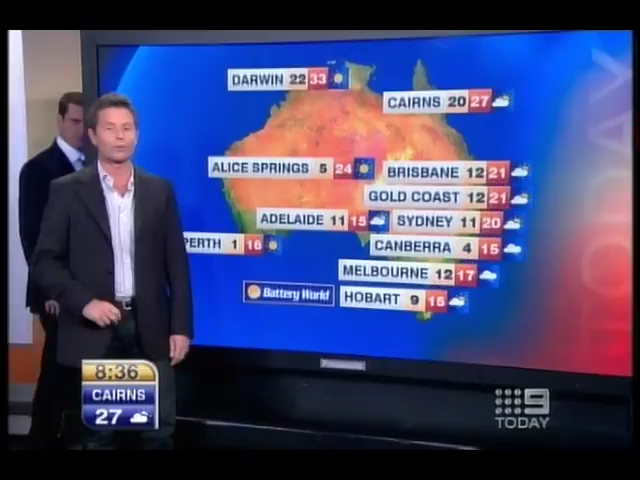 DARWIN 22 33
CAIRNS 20 27
ALICE SPRINGS 5 24
BRISBANE 12 21
GOLD COAST 12 21
ADELAIDE 11 15
SYDNEY 11 20
PERTH 1 16
CANBERRA 4 15
MELBOURNE 12 17
Battery World
HOBART 9 15
TODAY
Panasonic
8:36
CAIRNS
27
9
TODAY